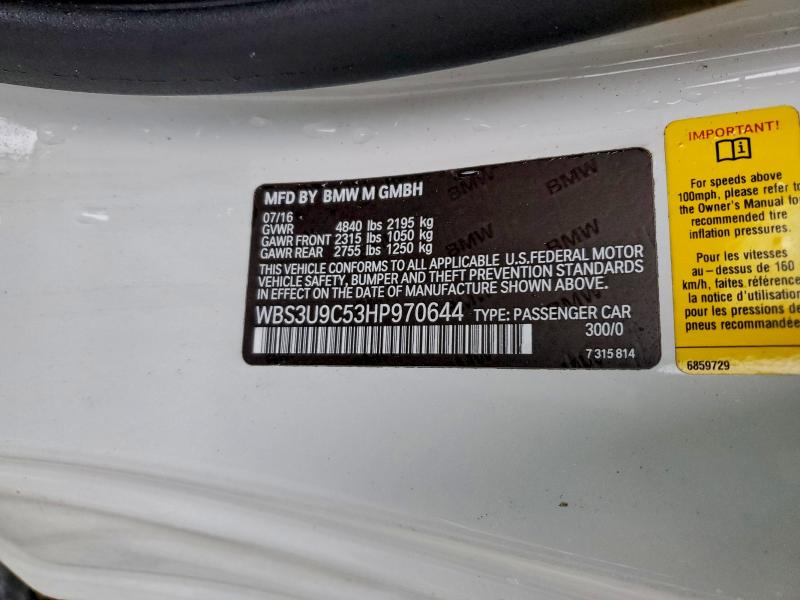 MFD BY BMW M GMBH
07/16
GVWR 4840 lbs 2195 kg
GAWR FRONT 2315 lbs 1050 kg
GAWR REAR 2755 lbs 1250 kg
THIS VEHICLE CONFORMS TO ALL APPLICABLE U.S.FEDERAL MOTOR
VEHICLE SAFETY, BUMPER AND THEFT PREVENTION STANDARDS
IN EFFECT ON THE DATE OF MANUFACTURE SHOWN ABOVE.
WBS3U9C53HP970644 TYPE: PASSENGER CAR
300/0
7 315 814
BMW
BMW
BMW
IMPORTANT!
For speeds above
100mph, please refer to
the Owner's Manual for
recommended tire
inflation pressures.
Pour les vitesses
au-dessus de 160
km/h, faites référence
la notice d'utilisation
pour les pressions de
pneus recommandées.
6859729